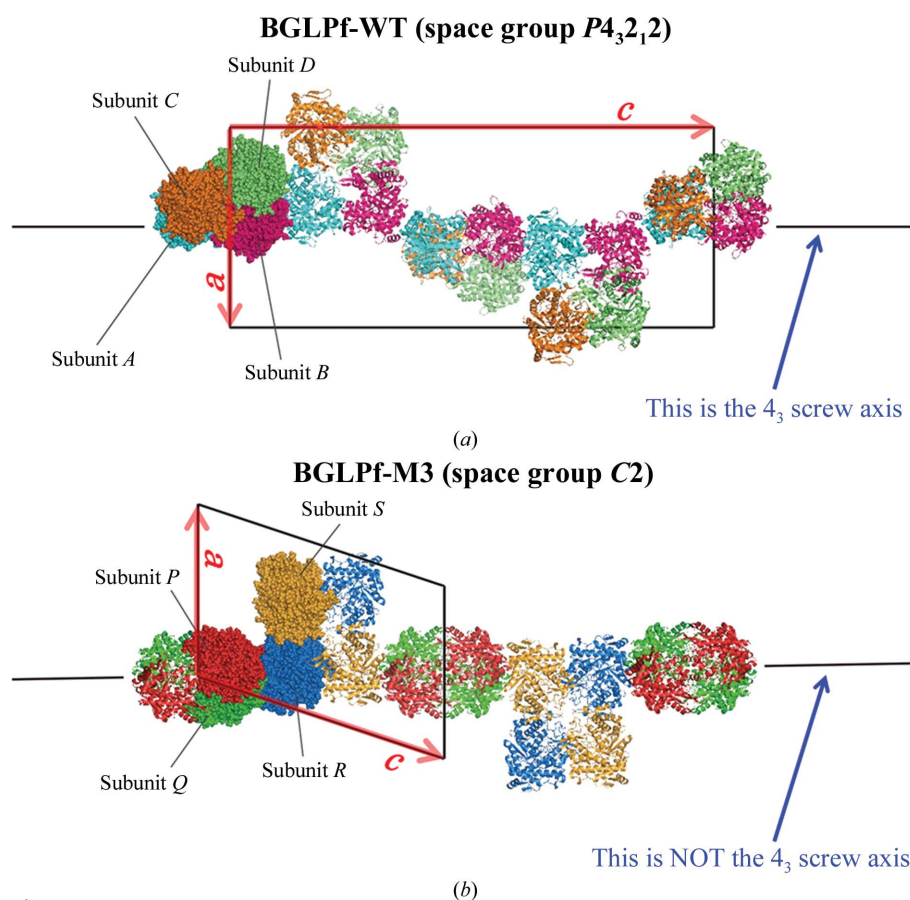 BGLPf-WT (space group P4₃2₁2)
Subunit D
Subunit C
c
a
Subunit A
Subunit B
This is the 4₃ screw axis
(a)
BGLPf-M3 (space group C2)
Subunit S
a
Subunit P
c
Subunit R
Subunit Q
This is NOT the 4₃ screw axis
(b)